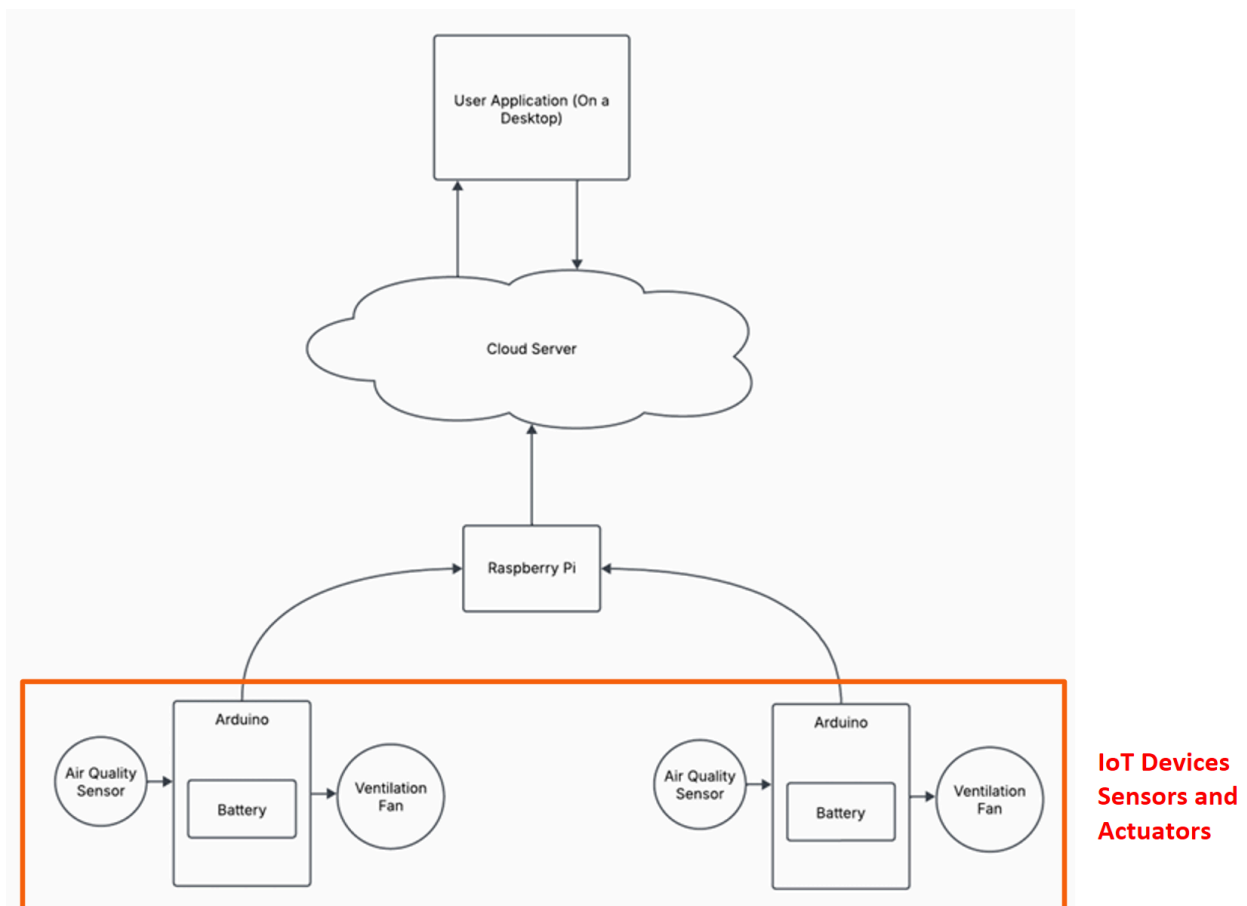 User Application (On a
Desktop)
Cloud Server
Raspberry Pi
Arduino
Air Quality
Sensor
Battery
Ventilation
Fan
Arduino
Air Quality
Sensor
Battery
Ventilation
Fan
IoT Devices
Sensors and
Actuators